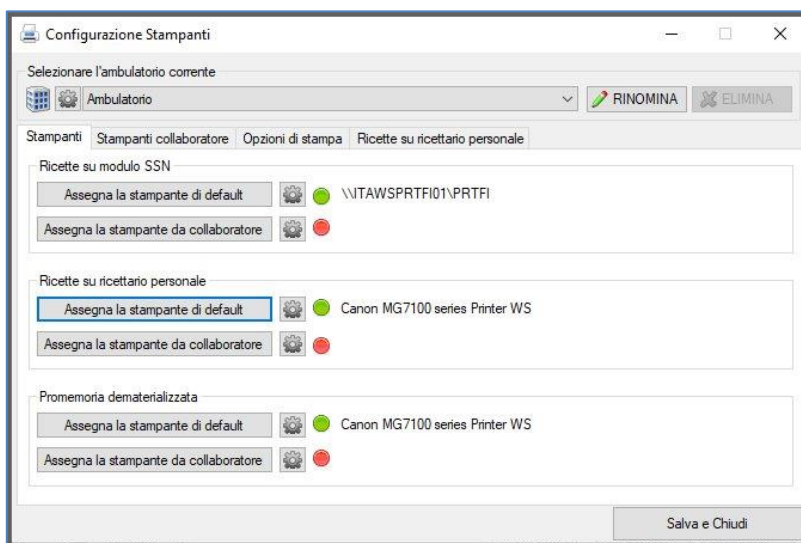 Configurazione Stampanti
Selezionare l'ambulatorio corrente
Ambulatorio RINOMINA ELIMINA
Stampanti Stampanti collaboratore Opzioni di stampa Ricette su ricettario personale
Ricette su modulo SSN
Assegna la stampante di default \\ITAWSPRTFI01\PRTFI
Assegna la stampante da collaboratore
Ricette su ricettario personale
Assegna la stampante di default Canon MG7100 series Printer WS
Assegna la stampante da collaboratore
Promemoria dematerializzata
Assegna la stampante di default Canon MG7100 series Printer WS
Assegna la stampante da collaboratore
Salva e Chiudi